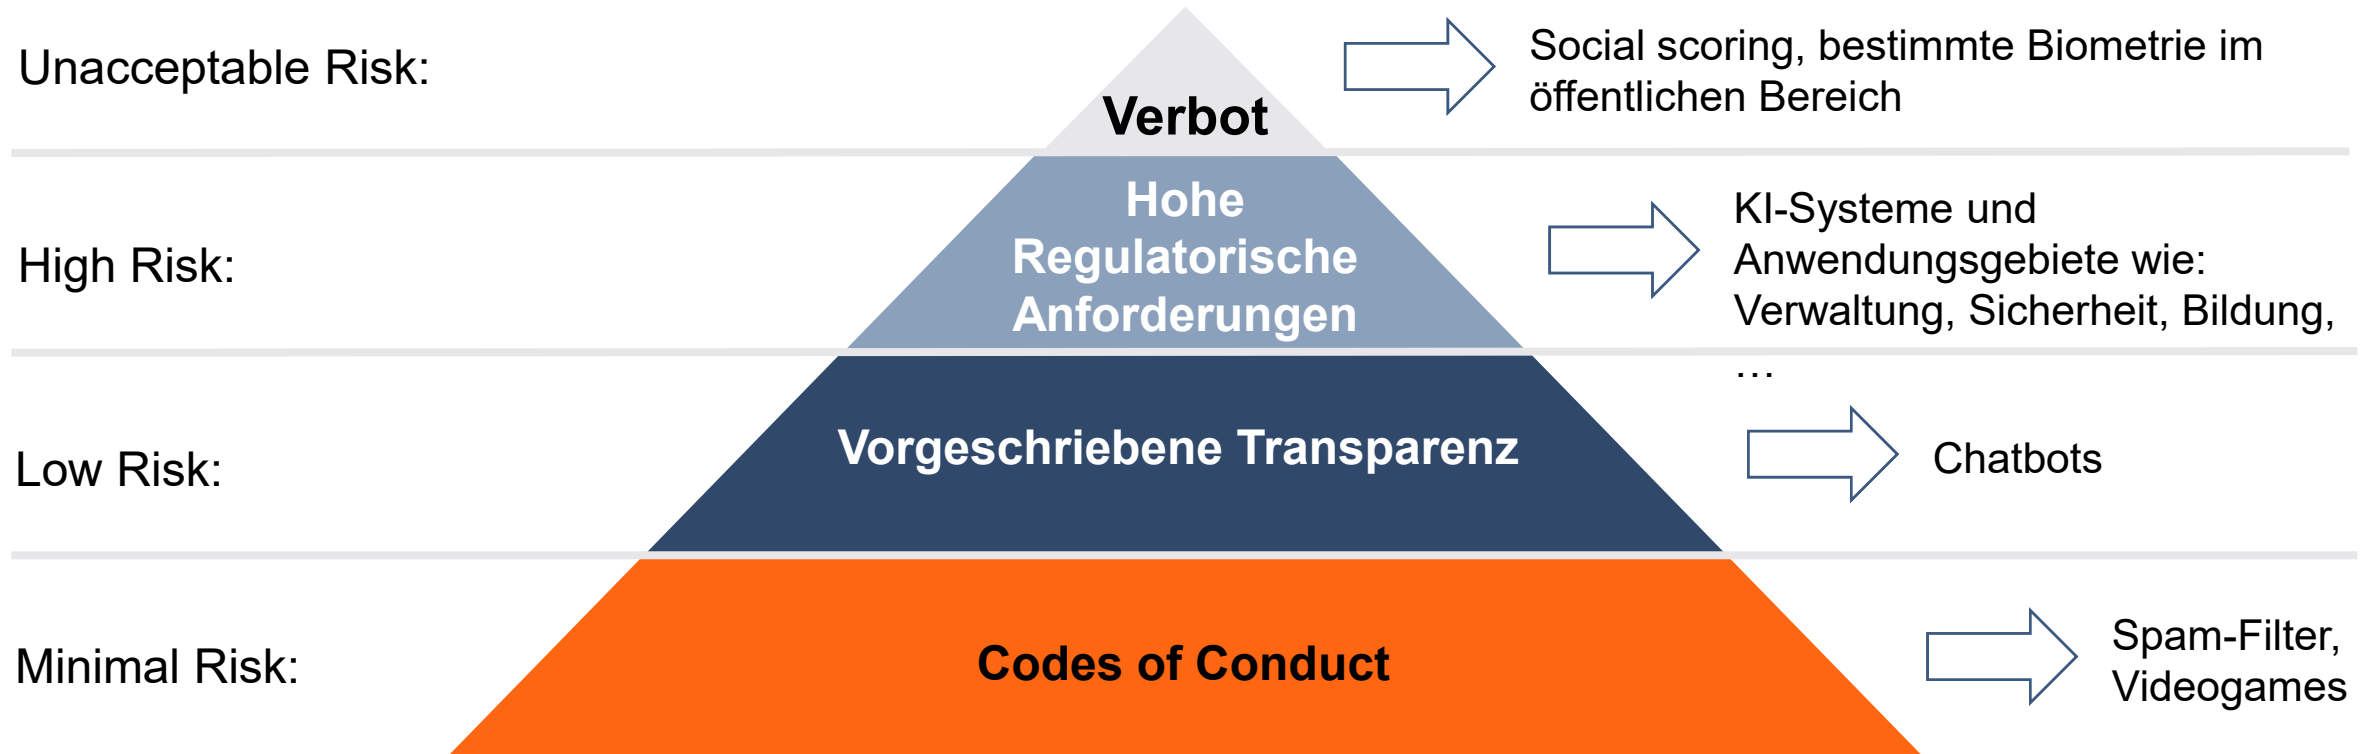 Unacceptable Risk:
Verbot
Social scoring, bestimmte Biometrie im
öffentlichen Bereich
High Risk:
Hohe
Regulatorische
Anforderungen
KI-Systeme und
Anwendungsgebiete wie:
Verwaltung, Sicherheit, Bildung,
…
Low Risk:
Vorgeschriebene Transparenz
Chatbots
Minimal Risk:
Codes of Conduct
Spam-Filter,
Videogames